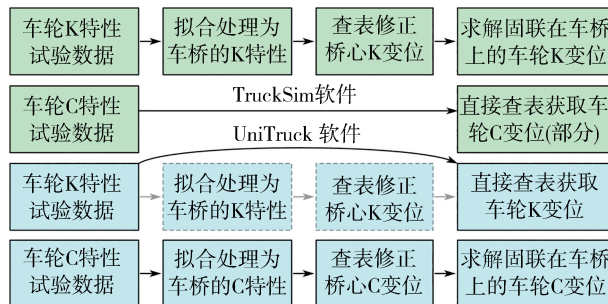 车轮K特性
试验数据
拟合处理为
车桥的K特性
查表修正
桥心K变位
求解固联在车桥
上的车轮K变位
车轮C特性
试验数据
TruckSim软件
直接查表获取车
轮C变位(部分)
UniTruck 软件
车轮K特性
试验数据
拟合处理为
车桥的K特性
查表修正
桥心K变位
直接查表获取
车轮K变位
车轮C特性
试验数据
拟合处理为
车桥的C特性
查表修正
桥心C变位
求解固联在车桥
上的车轮C变位